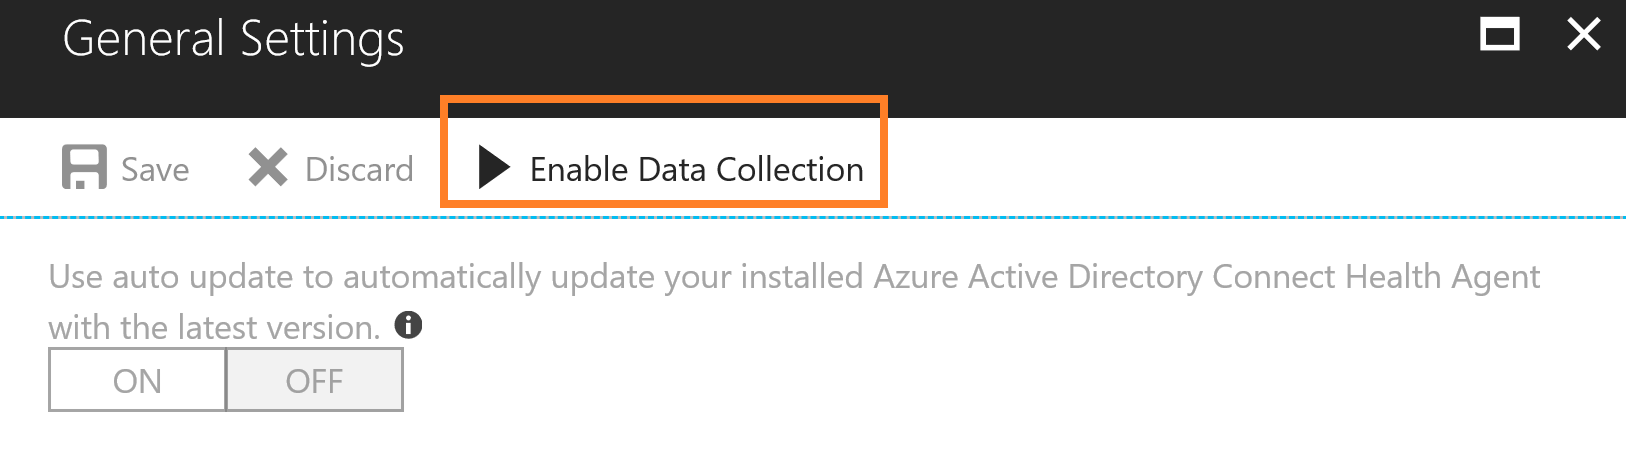 General Settings
Save Discard Enable Data Collection
Use auto update to automatically update your installed Azure Active Directory Connect Health Agent
with the latest version.
ON OFF